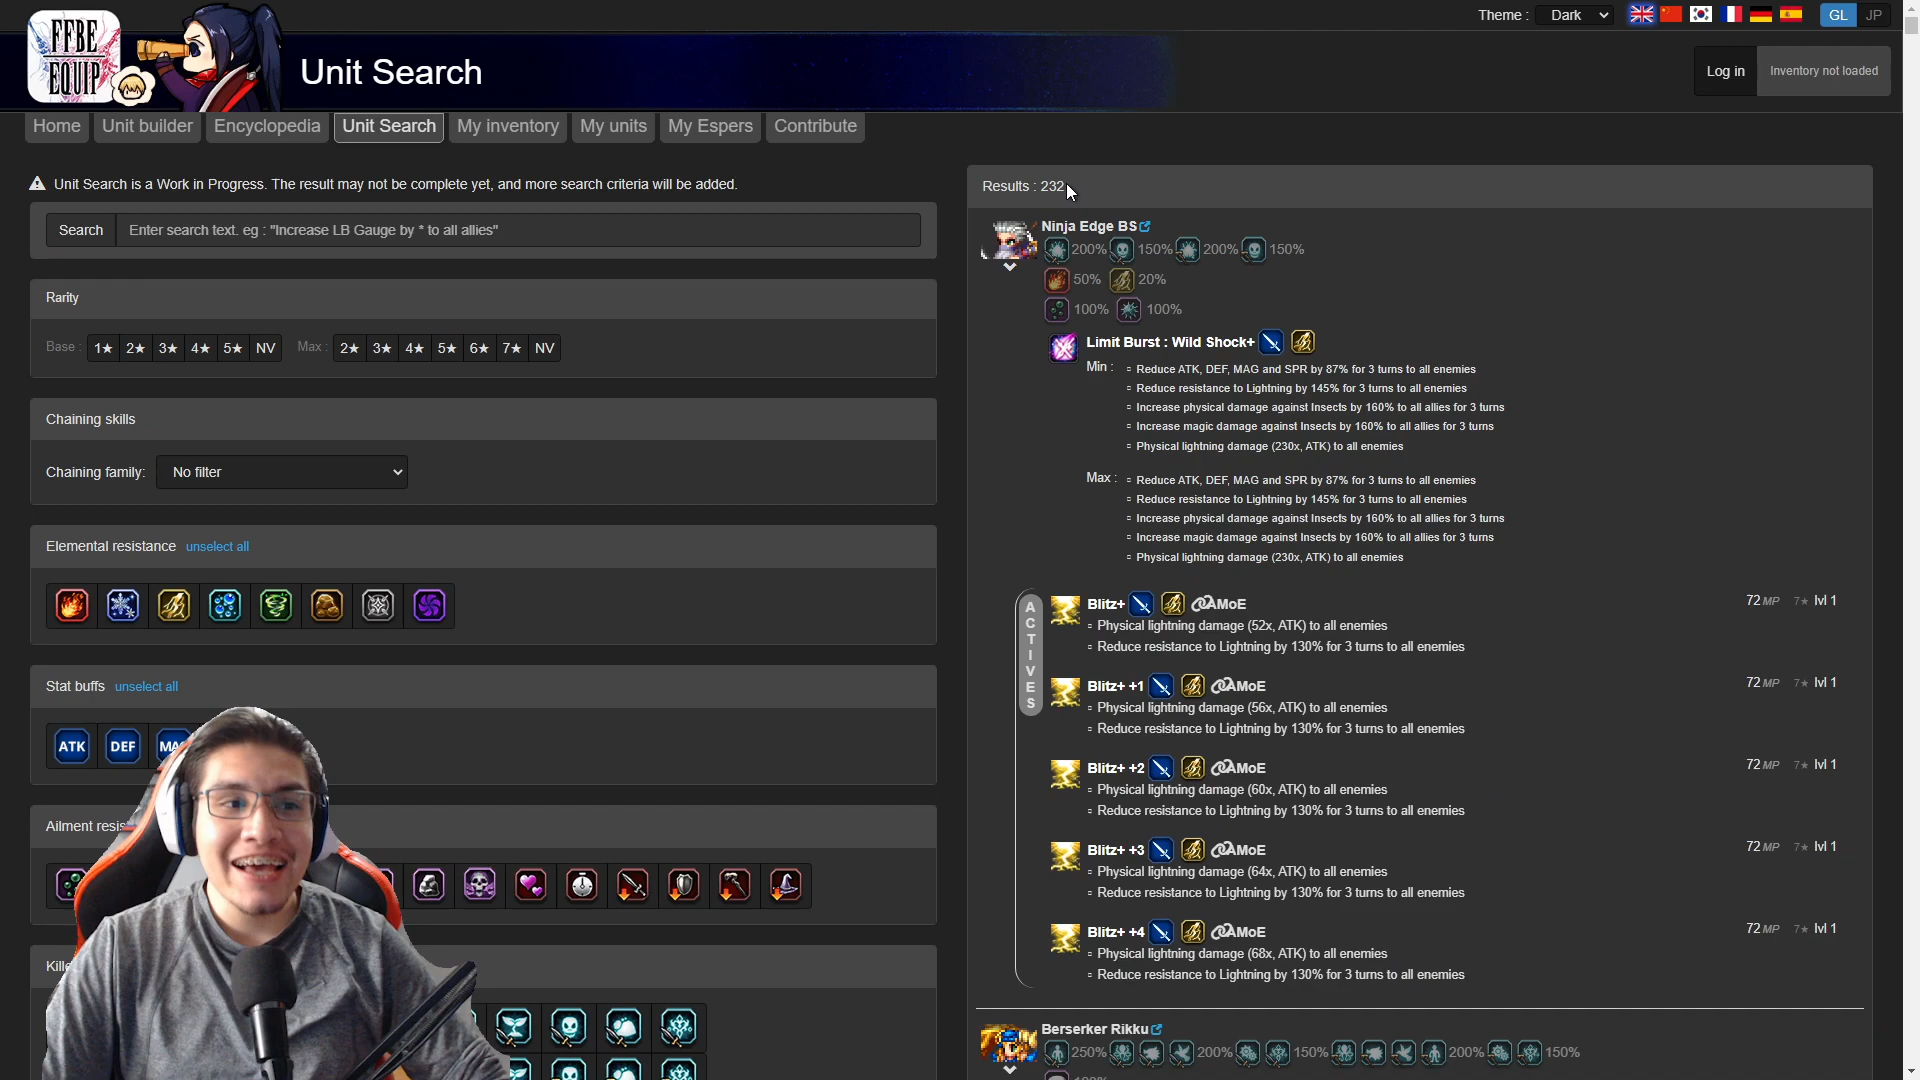 Theme : Dark GL JP
FFBE
EQUIP
Unit Search
Log in Inventory not loaded
Home Unit builder Encyclopedia Unit Search My inventory My units My Espers Contribute
Unit Search is a Work in Progress. The result may not be complete yet, and more search criteria will be added.
Search Enter search text. eg : "Increase LB Gauge by * to all allies"
Rarity
Base : 1★ 2★ 3★ 4★ 5★ NV Max : 2★ 3★ 4★ 5★ 6★ 7★ NV
Chaining skills
Chaining family: No filter
Elemental resistance unselect all
Stat buffs unselect all
ATK DEF
Ailment
Results : 232
Ninja Edge BS
200% 150% 200% 150%
50% 20%
100% 100%
Limit Burst : Wild Shock+
Min : ▫ Reduce ATK, DEF, MAG and SPR by 87% for 3 turns to all enemies
▫ Reduce resistance to Lightning by 145% for 3 turns to all enemies
▫ Increase physical damage against Insects by 160% to all allies for 3 turns
▫ Increase magic damage against Insects by 160% to all allies for 3 turns
▫ Physical lightning damage (230x, ATK) to all enemies
Max : ▫ Reduce ATK, DEF, MAG and SPR by 87% for 3 turns to all enemies
▫ Reduce resistance to Lightning by 145% for 3 turns to all enemies
▫ Increase physical damage against Insects by 160% to all allies for 3 turns
▫ Increase magic damage against Insects by 160% to all allies for 3 turns
▫ Physical lightning damage (230x, ATK) to all enemies
ACTIVES
Blitz+ AMoE 72 MP 7★ lvl 1
▫ Physical lightning damage (52x, ATK) to all enemies
▫ Reduce resistance to Lightning by 130% for 3 turns to all enemies
Blitz+ +1 AMoE 72 MP 7★ lvl 1
▫ Physical lightning damage (56x, ATK) to all enemies
▫ Reduce resistance to Lightning by 130% for 3 turns to all enemies
Blitz+ +2 AMoE 72 MP 7★ lvl 1
▫ Physical lightning damage (60x, ATK) to all enemies
▫ Reduce resistance to Lightning by 130% for 3 turns to all enemies
Blitz+ +3 AMoE 72 MP 7★ lvl 1
▫ Physical lightning damage (64x, ATK) to all enemies
▫ Reduce resistance to Lightning by 130% for 3 turns to all enemies
Blitz+ +4 AMoE 72 MP 7★ lvl 1
▫ Physical lightning damage (68x, ATK) to all enemies
▫ Reduce resistance to Lightning by 130% for 3 turns to all enemies
Berserker Rikku
250% 200% 150% 200% 150%